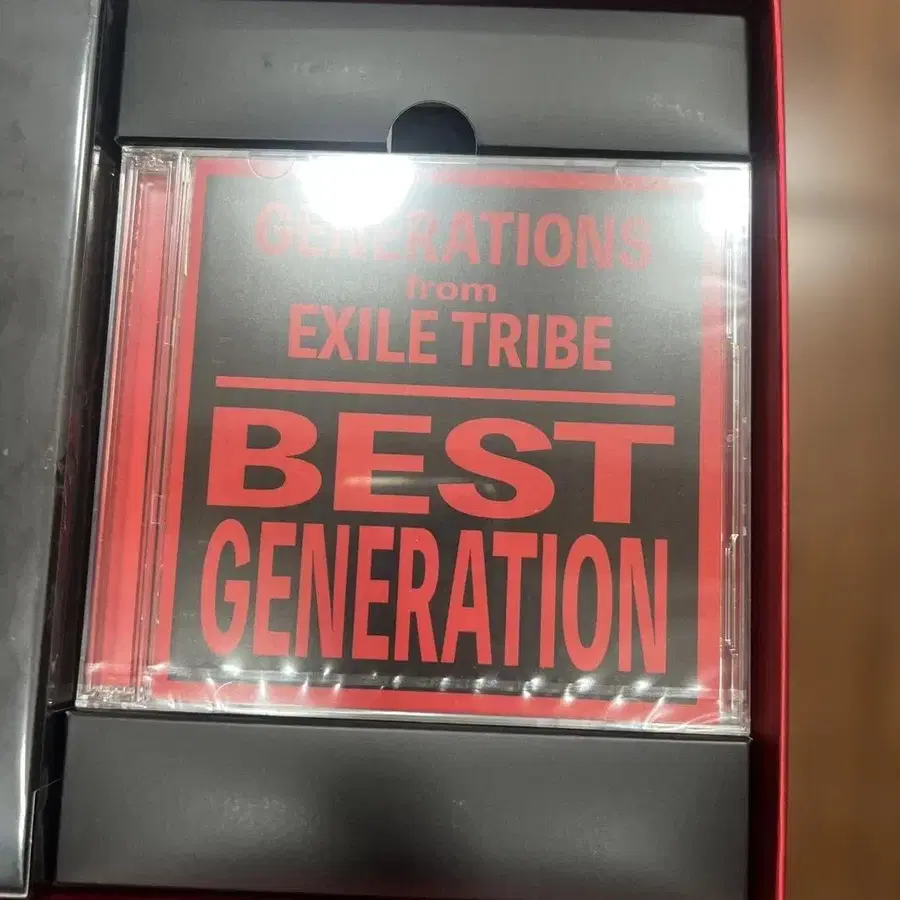 GENERATIONS
from
EXILE TRIBE
BEST
GENERATION